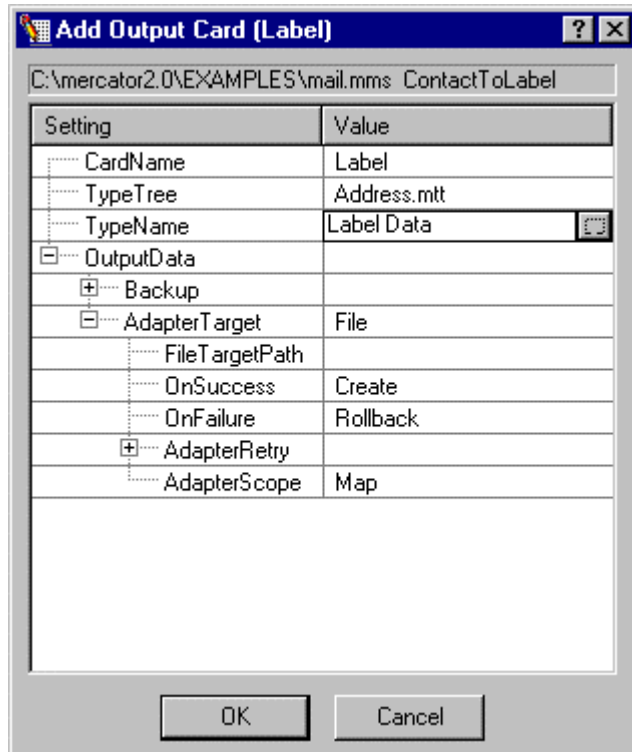 Add Output Card (Label)
C:\mercator2.0\EXAMPLES\mail.mms ContactToLabel
Setting Value
CardName Label
TypeTree Address.mtt
TypeName Label Data
OutputData
Backup
AdapterTarget File
FileTargetPath
OnSuccess Create
OnFailure Rollback
AdapterRetry
AdapterScope Map
OK Cancel